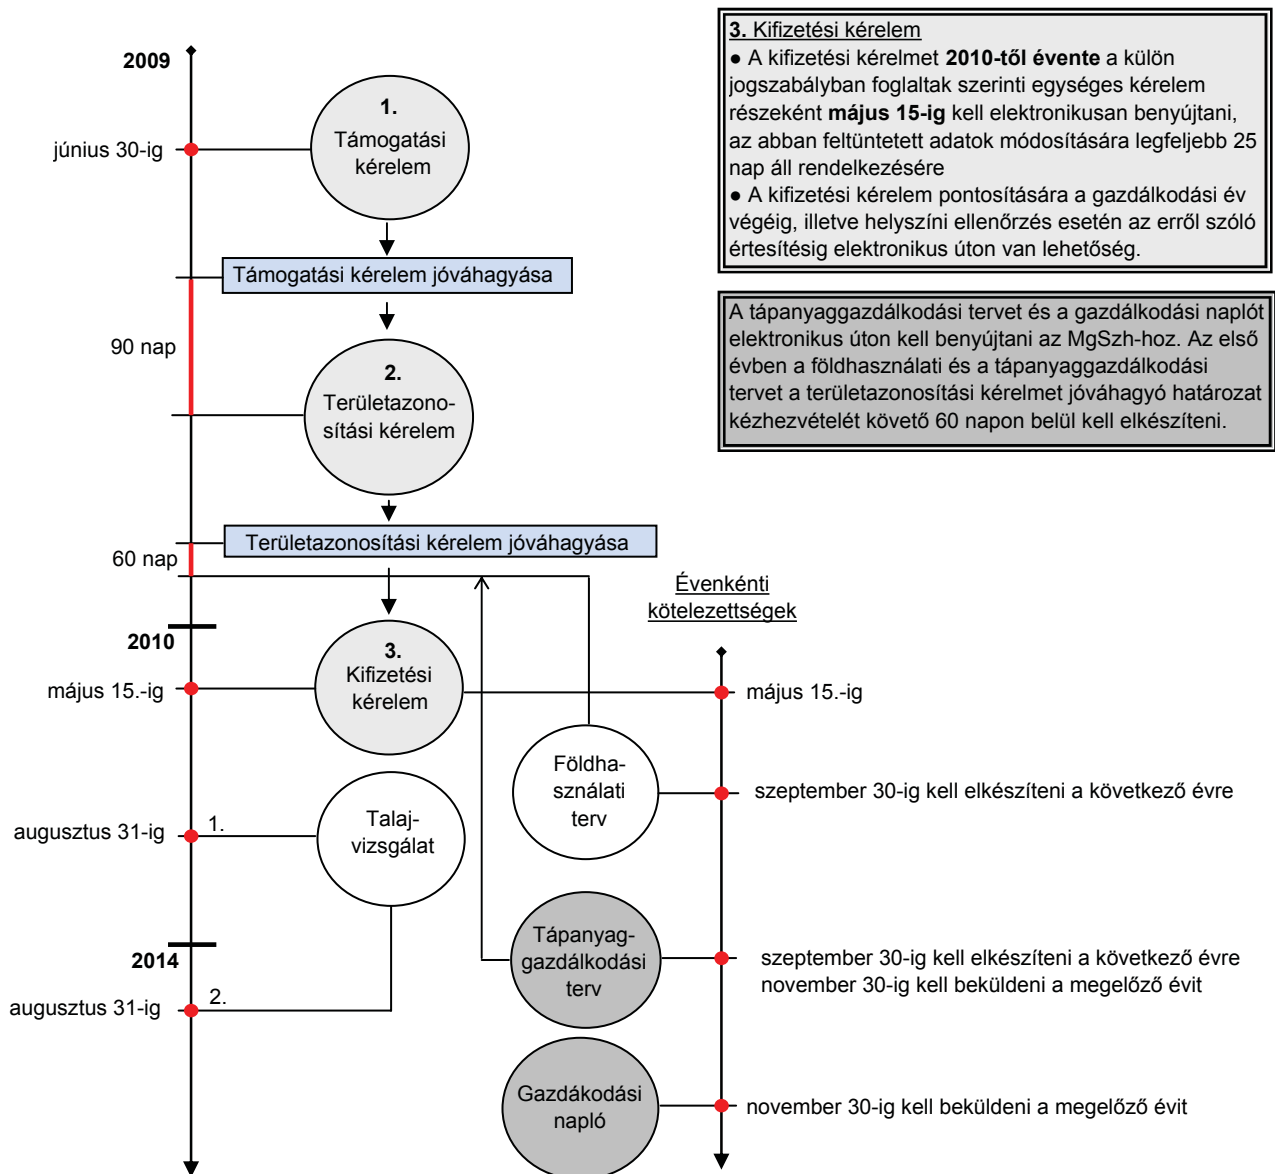 2009
június 30-ig
1.
Támogatási
kérelem
Támogatási kérelem jóváhagyása
90 nap
2.
Területazono-
sítási kérelem
Területazonosítási kérelem jóváhagyása
60 nap
2010
május 15.-ig
3.
Kifizetési
kérelem
augusztus 31-ig
1.
Talaj-
vizsgálat
2014
augusztus 31-ig
2.
3. Kifizetési kérelem
● A kifizetési kérelmet 2010-től évente a külön
jogszabályban foglaltak szerinti egységes kérelem
részeként május 15-ig kell elektronikusan benyújtani,
az abban feltüntetett adatok módosítására legfeljebb 25
nap áll rendelkezésére
● A kifizetési kérelem pontosítására a gazdálkodási év
végéig, illetve helyszíni ellenőrzés esetén az erről szóló
értesítésig elektronikus úton van lehetőség.
A tápanyaggazdálkodási tervet és a gazdálkodási naplót
elektronikus úton kell benyújtani az MgSzh-hoz. Az első
évben a földhasználati és a tápanyaggazdálkodási
tervet a területazonosítási kérelmet jóváhagyó határozat
kézhezvételét követő 60 napon belül kell elkészíteni.
Évenkénti
kötelezettségek
május 15.-ig
Földha-
sználati
terv
szeptember 30-ig kell elkészíteni a következő évre
Tápanyag-
gazdálkodási
terv
szeptember 30-ig kell elkészíteni a következő évre
november 30-ig kell beküldeni a megelőző évit
Gazdákodási
napló
november 30-ig kell beküldeni a megelőző évit